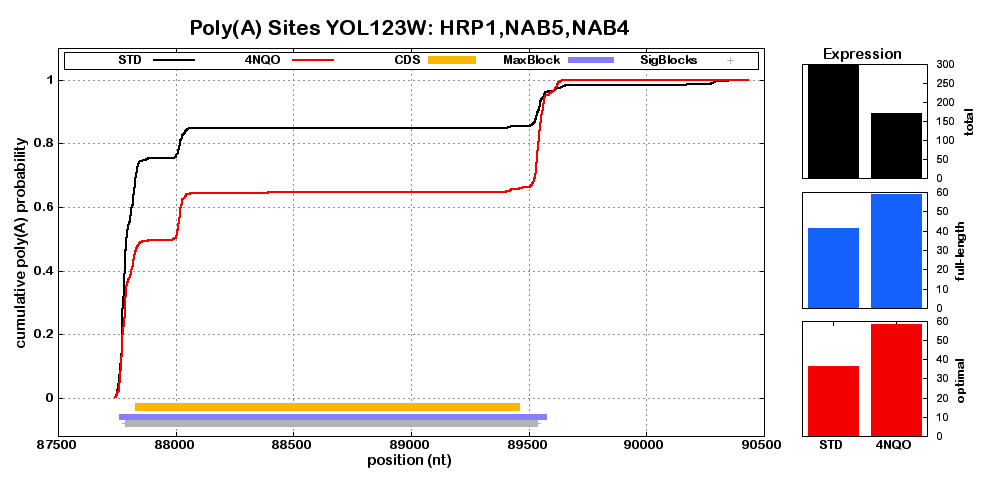 Poly(A) Sites YOL123W: HRP1,NAB5,NAB4
STD 4NQO CDS MaxBlock SigBlocks
cumulative poly(A) probability
1
0.8
0.6
0.4
0.2
0
87500 88000 88500 89000 89500 90000 90500
position (nt)
Expression
300
250
200
150
100
50
0
total
60
50
40
30
20
10
0
full-length
60
50
40
30
20
10
0
optimal
STD 4NQO